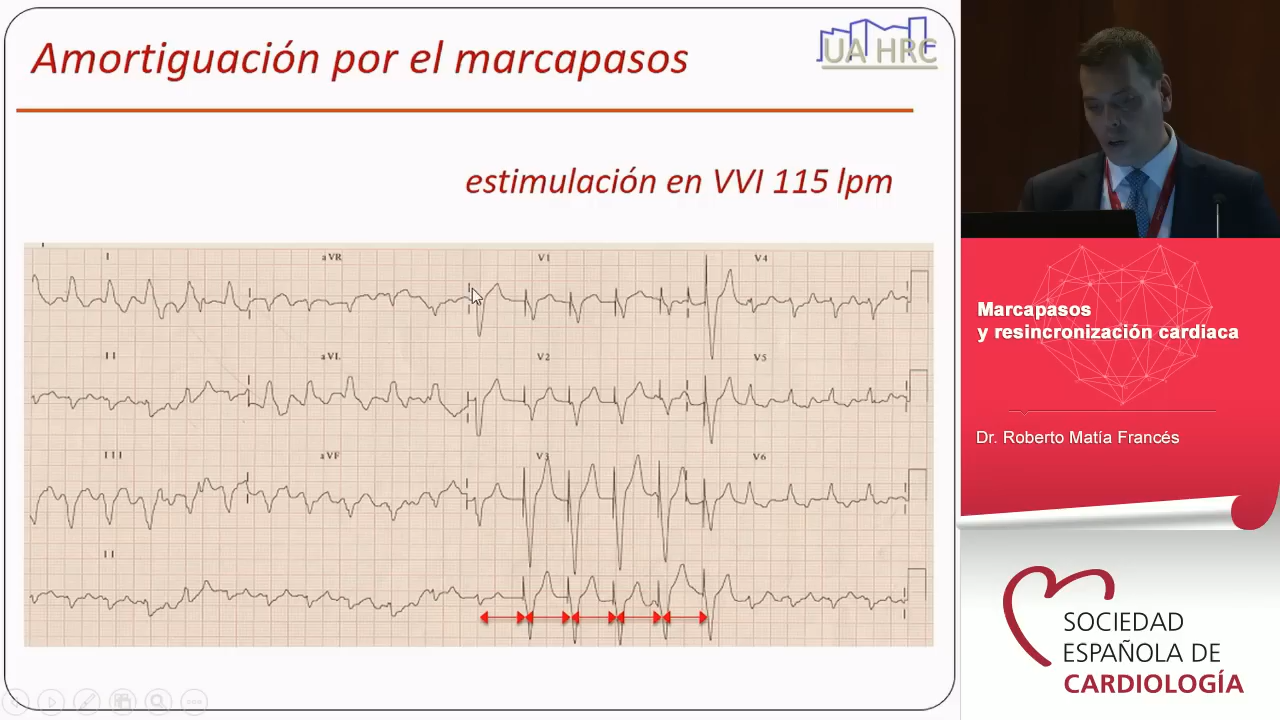 Amortiguación por el marcapasos
UA HRC
estimulación en VVI 115 lpm
I
aVR
V1
V4
II
aVL
V2
V5
III
aVF
V3
V6
II
Marcapasos
y resincronización cardiaca
Dr. Roberto Matía Francés
SOCIEDAD
ESPAÑOLA DE
CARDIOLOGÍA